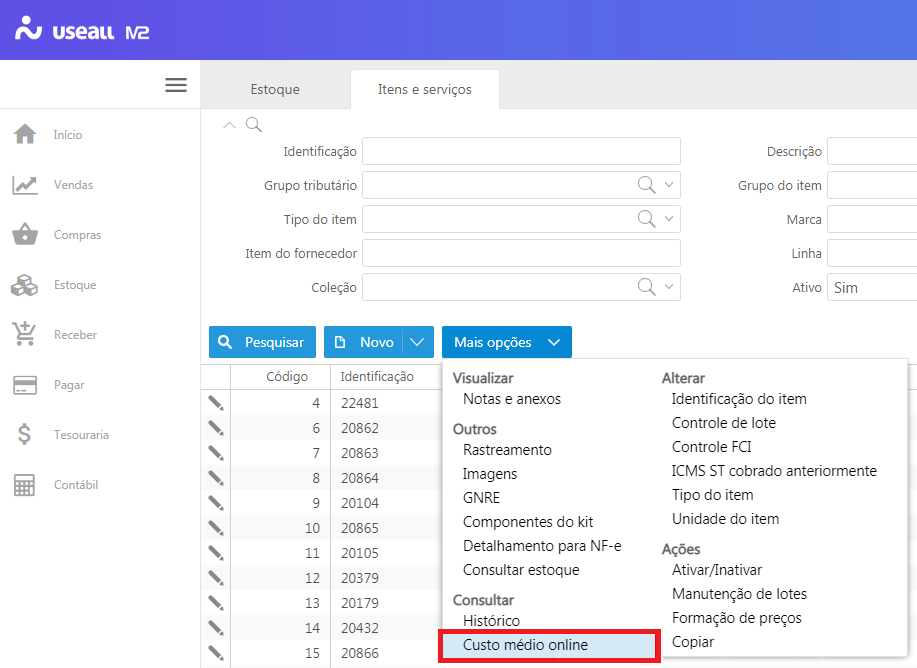 useall M2
Estoque
Itens e serviços
Início
Vendas
Compras
Estoque
Receber
Pagar
Tesouraria
Contábil
Identificação
Descrição
Grupo tributário
Grupo do item
Tipo do item
Marca
Item do fornecedor
Linha
Coleção
Ativo Sim
Pesquisar
Novo
Mais opções
Código Identificação
4 22481
6 20862
7 20863
8 20864
9 20104
10 20865
11 20105
12 20379
13 20179
14 20432
15 20866
Visualizar
Notas e anexos
Outros
Rastreamento
Imagens
GNRE
Componentes do kit
Detalhamento para NF-e
Consultar estoque
Consultar
Histórico
Custo médio online
Alterar
Identificação do item
Controle de lote
Controle FCI
ICMS ST cobrado anteriormente
Tipo do item
Unidade do item
Ações
Ativar/Inativar
Manutenção de lotes
Formação de preços
Copiar